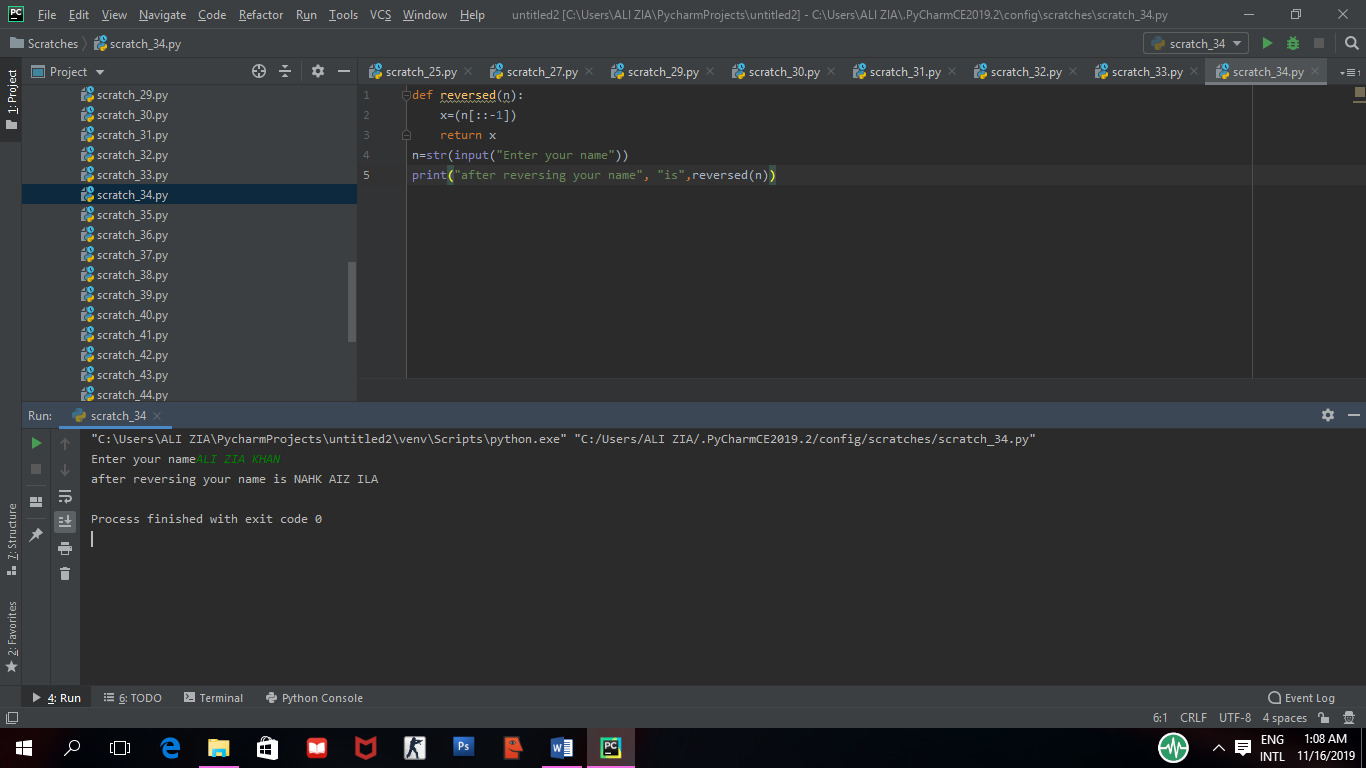 PC File Edit View Navigate Code Refactor Run Tools VCS Window Help untitled2 [C:\Users\ALI ZIA\PycharmProjects\untitled2] - C:\Users\ALI ZIA\.PyCharmCE2019.2\config\scratches\scratch_34.py
Scratches scratch_34.py scratch_34
1: Project
Project
scratch_25.py scratch_27.py scratch_29.py scratch_30.py scratch_31.py scratch_32.py scratch_33.py scratch_34.py
scratch_29.py
scratch_30.py
scratch_31.py
scratch_32.py
scratch_33.py
scratch_34.py
scratch_35.py
scratch_36.py
scratch_37.py
scratch_38.py
scratch_39.py
scratch_40.py
scratch_41.py
scratch_42.py
scratch_43.py
scratch_44.py
1 def reversed(n):
2 x=(n[::-1])
3 return x
4 n=str(input("Enter your name"))
5 print("after reversing your name", "is",reversed(n))
Run: scratch_34
"C:\Users\ALI ZIA\PycharmProjects\untitled2\venv\Scripts\python.exe" "C:/Users/ALI ZIA/.PyCharmCE2019.2/config/scratches/scratch_34.py"
Enter your nameALI ZIA KHAN
after reversing your name is NAHK AIZ ILA
Process finished with exit code 0
7: Structure
2: Favorites
4: Run 6: TODO Terminal Python Console Event Log
6:1 CRLF UTF-8 4 spaces
Ps W PC
ENG 1:08 AM
INTL 11/16/2019